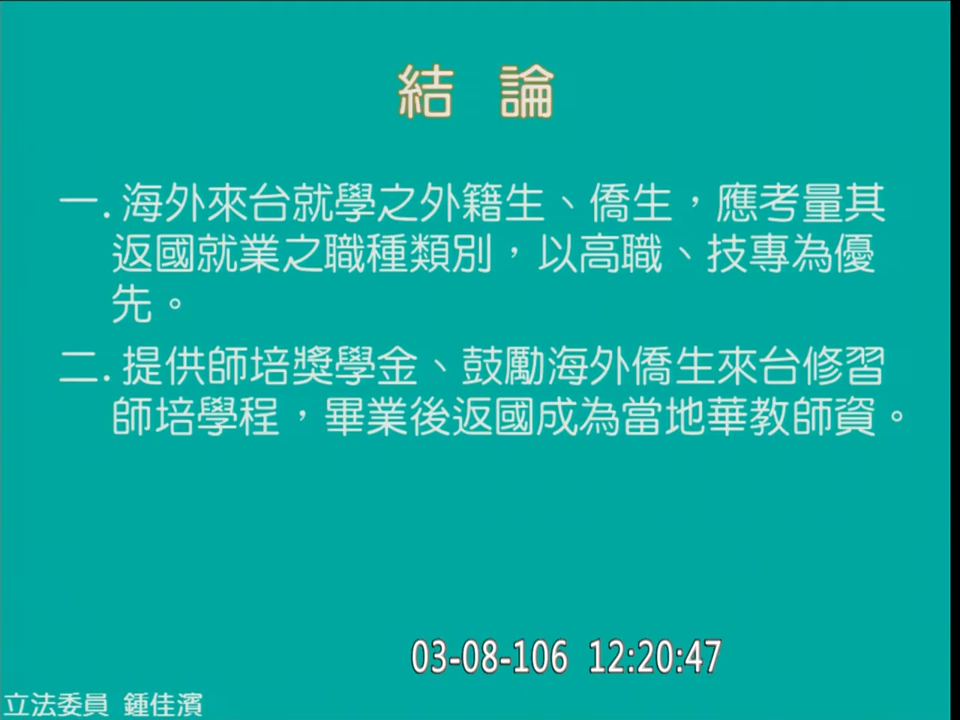 結 論
一.海外來台就學之外籍生、僑生,應考量其
返國就業之職種類別,以高職、技專為優
先。
二.提供師培獎學金、鼓勵海外僑生來台修習
師培學程,畢業後返國成為當地華教師資。
03-08-106 12:20:47
立法委員 鍾佳濱